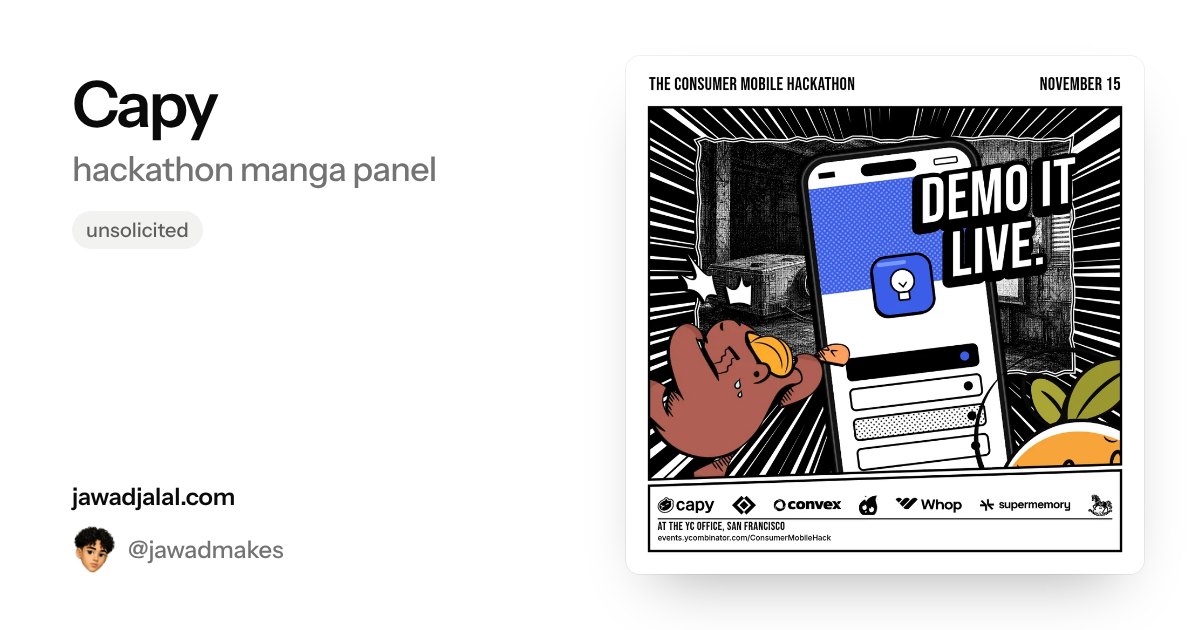 Capy
hackathon manga panel
unsolicited
jawadjalal.com
@jawadmakes
THE CONSUMER MOBILE HACKATHON
NOVEMBER 15
DEMO IT
LIVE.
capy
convex
Whop
supermemory
AT THE YC OFFICE, SAN FRANCISCO
events.ycombinator.com/ConsumerMobileHack